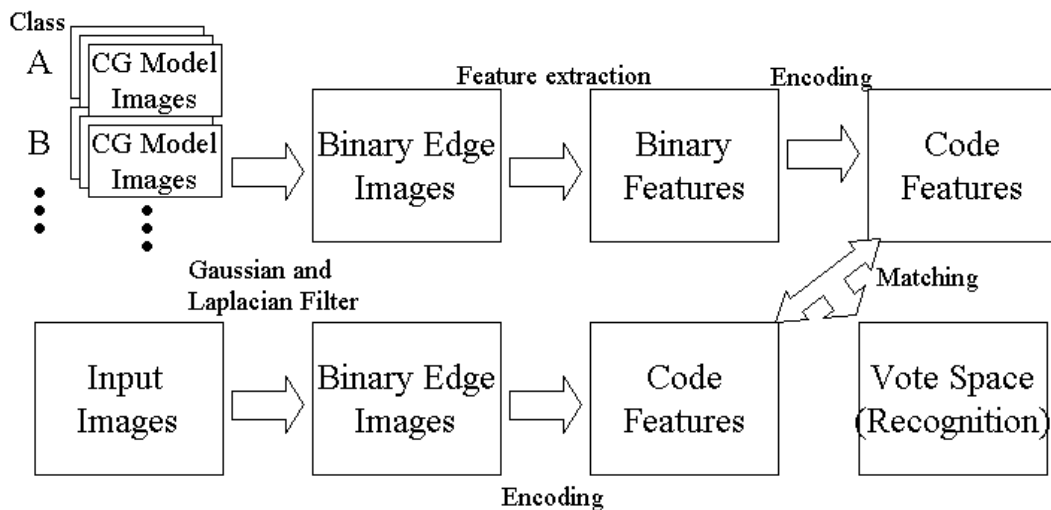 Class
A
CG Model
Images
B
CG Model
Images
Feature extraction
Encoding
Binary Edge
Images
Binary
Features
Code
Features
Gaussian and
Laplacian Filter
Matching
Input
Images
Binary Edge
Images
Code
Features
Vote Space
(Recognition)
Encoding